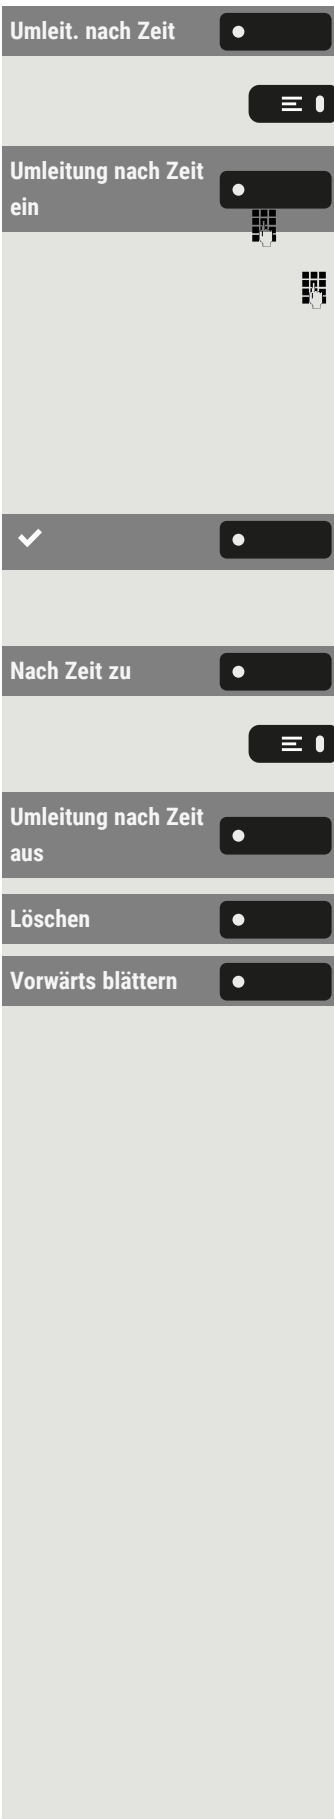 Umleit. nach Zeit
Umleitung nach Zeit
ein
Nach Zeit zu
Umleitung nach Zeit
aus
Löschen
Vorwärts blättern